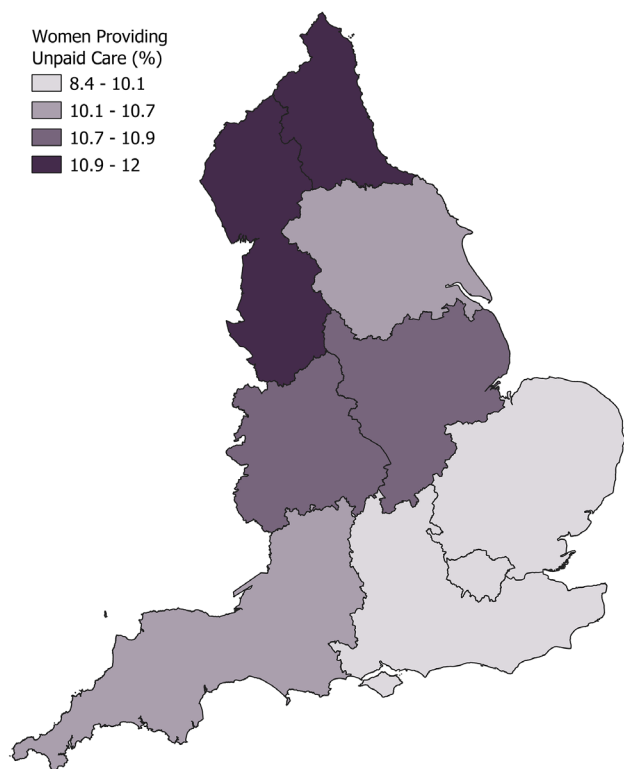 Women Providing
Unpaid Care (%)
8.4 - 10.1
10.1 - 10.7
10.7 - 10.9
10.9 - 12